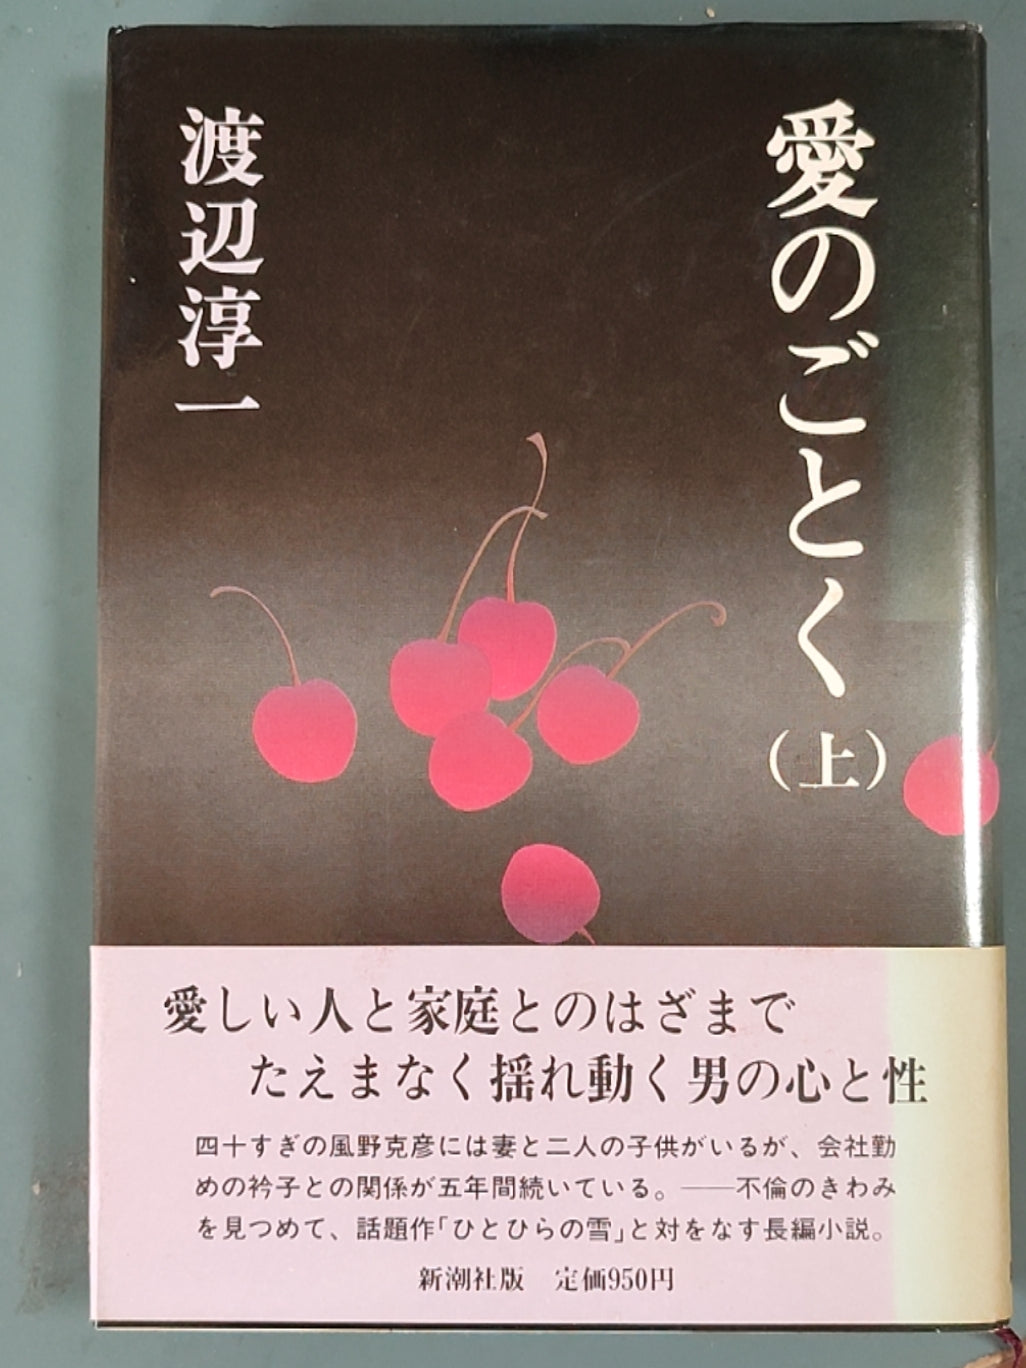 愛のごとく
（上）
渡辺淳一
愛しい人と家庭とのはざまで
たえまなく揺れ動く男の心と性
四十すぎの風野克彦には妻と二人の子供がいるが、会社勤
めの衿子との関係が五年間続いている。――不倫のきわみ
を見つめて、話題作「ひとひらの雪」と対をなす長編小説。
新潮社版　定価950円